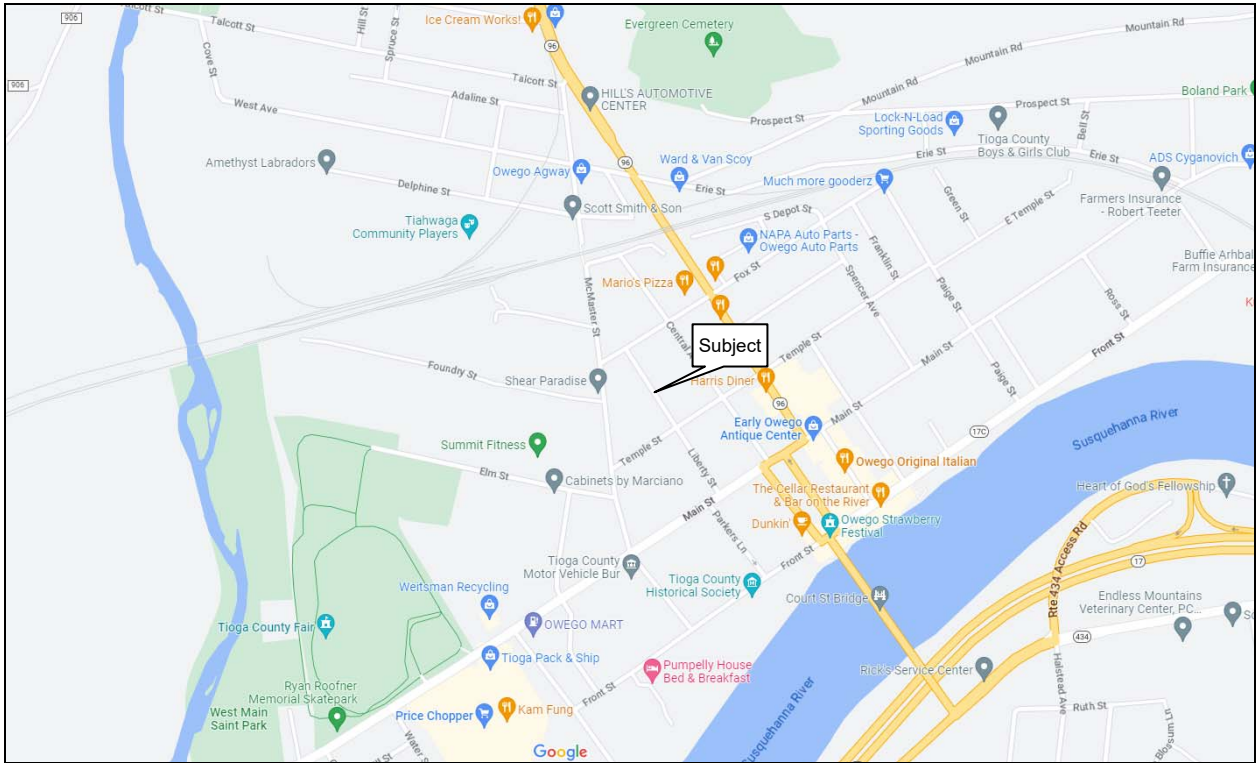 906
Talcott St
Talcott St
Hill St
Spruce St
Ice Cream Works!
96
Evergreen Cemetery
Mountain Rd
Mountain Rd
Mountain Rd
Mountain Rd
Cove St
906
West Ave
Adaline St
Talcott St
HILL'S AUTOMOTIVE
CENTER
Prospect St
Prospect St
Boland Park
Lock-N-Load
Sporting Goods
Tioga County
Boys & Girls Club
Bell St
Erie St
Erie St
ADS Cyganovich
Amethyst Labradors
Delphine St
Owego Agway
96
Ward & Van Scoy
Erie St
Much more gooderz
Farmers Insurance
- Robert Teeter
Scott Smith & Son
Tiahwaga
Community Players
S Depot St
Green St
E Temple St
NAPA Auto Parts -
Owego Auto Parts
Franklin St
Buffie Arhbal
Farm Insurance
Mario's Pizza
Fox St
McMaster St
Spencer Ave
Paige St
Ross St
Central
Subject
Temple St
Main St
Front St
Foundry St
Shear Paradise
Harris Diner
96
Paige St
17C
Susquehanna River
Early Owego
Antique Center
Main St
Summit Fitness
Temple St
Liberty St
Owego Original Italian
Elm St
Cabinets by Marciano
The Cellar Restaurant
& Bar on the River
Heart of God's Fellowship
Main St
Parkers Ln
Dunkin'
Owego Strawberry
Festival
Rte 434 Access Rd
17
Front St
Tioga County
Motor Vehicle Bur
Tioga County
Historical Society
Court St Bridge
Endless Mountains
Veterinary Center, PC...
Weitsman Recycling
Tioga County Fair
OWEGO MART
434
Tioga Pack & Ship
Pumpelly House
Bed & Breakfast
Rick's Service Center
Halstead Ave
Ryan Roofner
Memorial Skatepark
West Main
Saint Park
Front St
Price Chopper
Kam Fung
Susquehanna River
Ruth St
Water St
Google